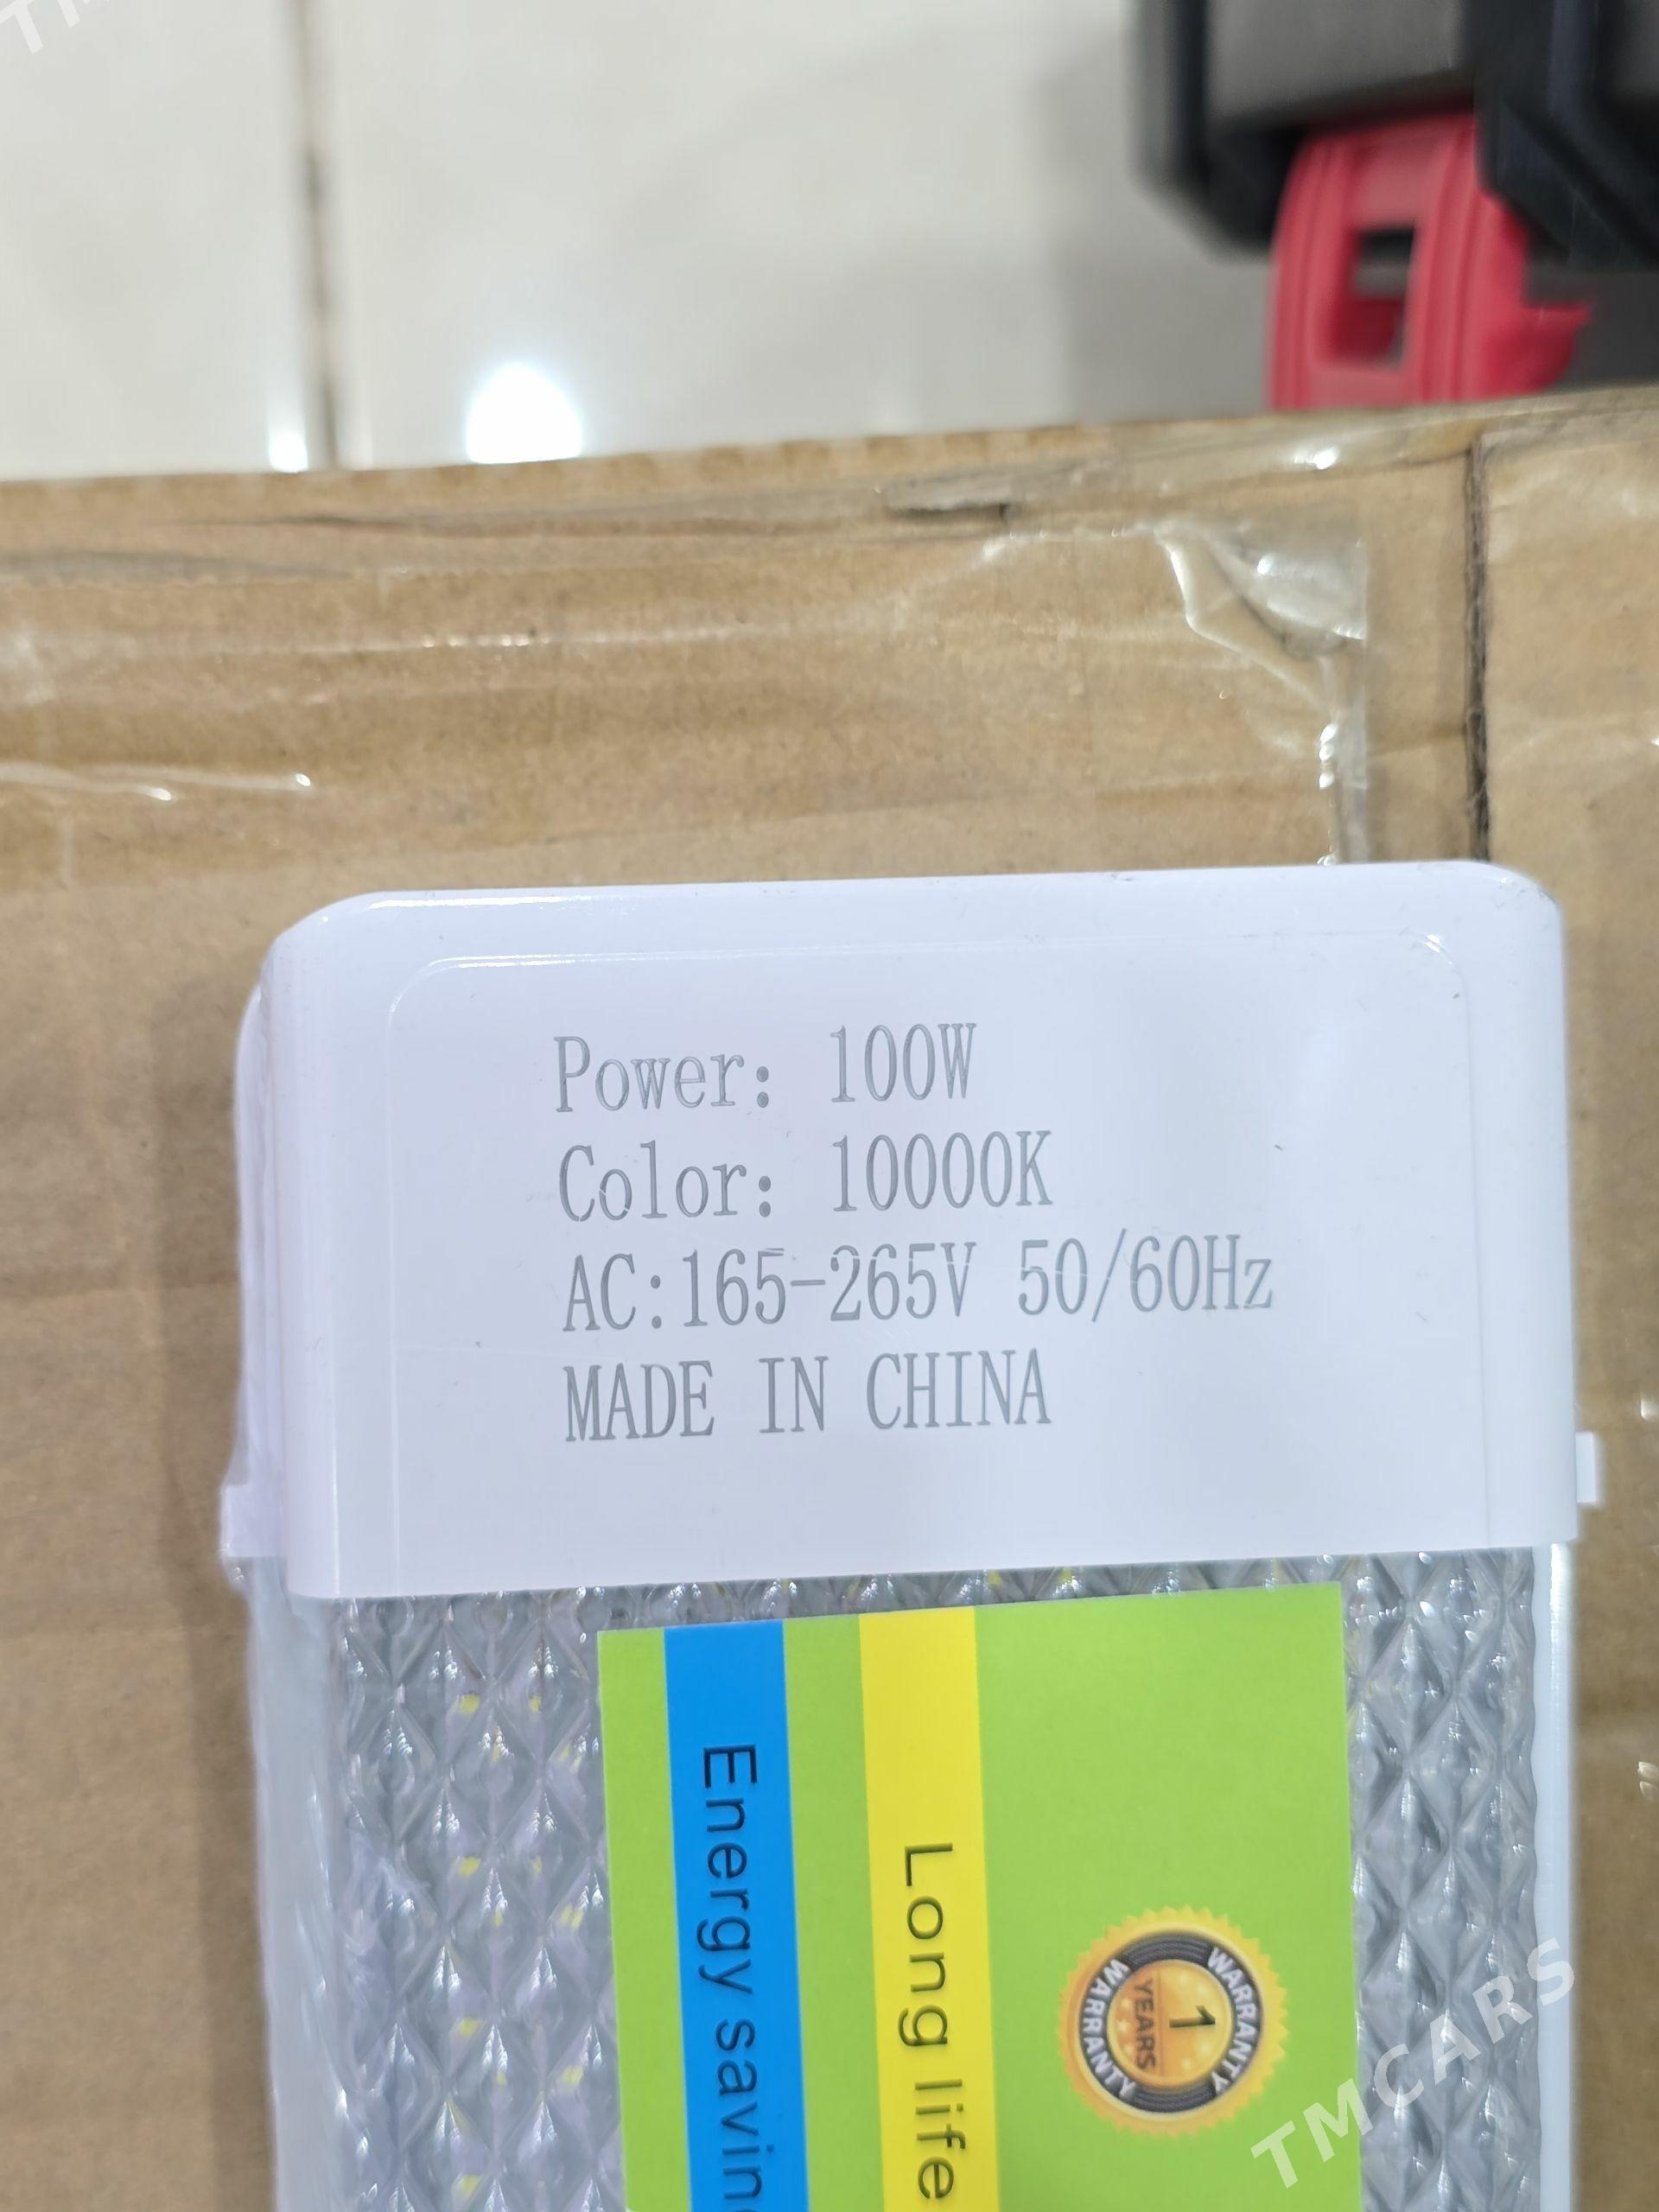 Power: 100W
Color: 10000K
AC:165-265V 50/60Hz
MADE IN CHINA
Energy saving
Long life
WARRANTY
1
YEARS
WARRANTY
TMCARS